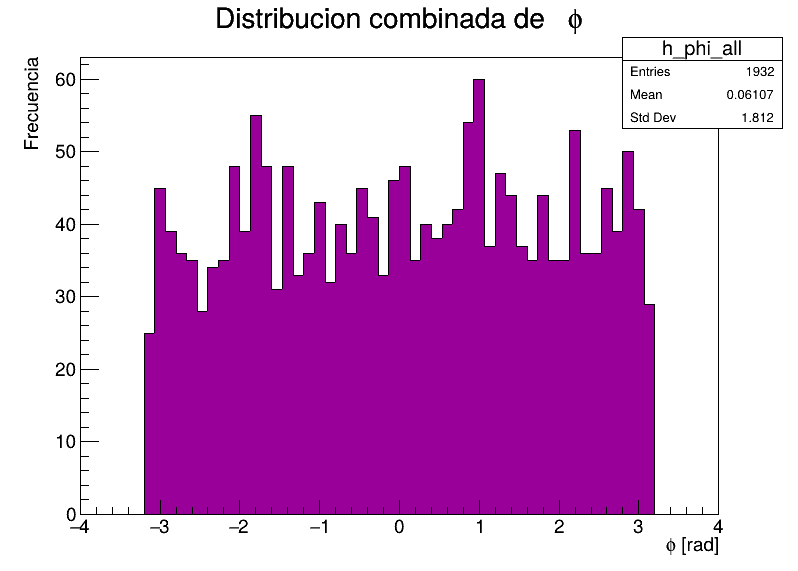 Distribucion combinada de ϕ
h_phi_all
Entries 1932
Mean 0.06107
Std Dev 1.812
Frecuencia
60
50
40
30
20
10
0
−4 −3 −2 −1 0 1 2 3 4
ϕ [rad]